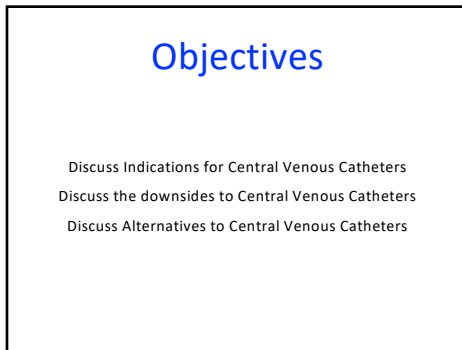 Objectives
Discuss Indications for Central Venous Catheters
Discuss the downsides to Central Venous Catheters
Discuss Alternatives to Central Venous Catheters